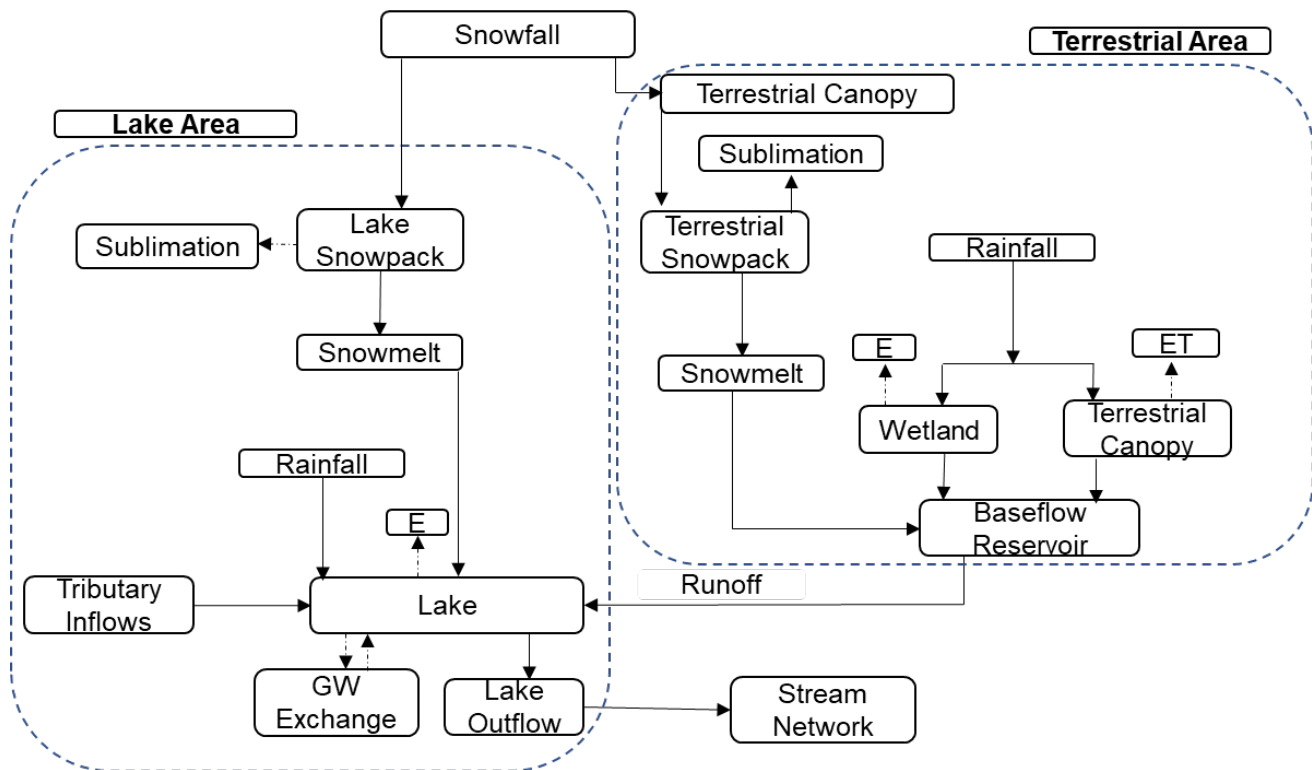 Snowfall
Terrestrial Area
Terrestrial Canopy
Lake Area
Sublimation
Lake
Snowpack
Sublimation
Terrestrial
Snowpack
Rainfall
Snowmelt
Snowmelt
E
ET
Wetland
Terrestrial
Canopy
Rainfall
E
Baseflow
Reservoir
Tributary
Inflows
Lake
Runoff
GW
Exchange
Lake
Outflow
Stream
Network